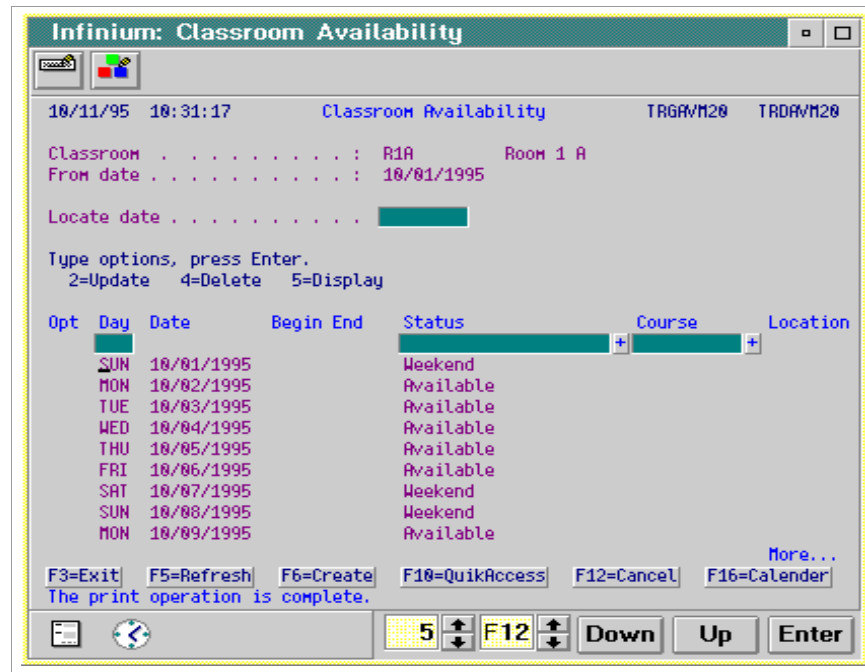 Infinium: Classroom Availability
10/11/95 10:31:17 Classroom Availability TRGAVM20 TRDAVM20
Classroom . . . . . . . . . : R1A Room 1 A
From date . . . . . . . . . . : 10/01/1995
Locate date . . . . . . . . . .
Type options, press Enter.
2=Update 4=Delete 5=Display
Opt Day Date Begin End Status Course Location
+ +
SUN 10/01/1995 Weekend
MON 10/02/1995 Available
TUE 10/03/1995 Available
WED 10/04/1995 Available
THU 10/05/1995 Available
FRI 10/06/1995 Available
SAT 10/07/1995 Weekend
SUN 10/08/1995 Weekend
MON 10/09/1995 Available
More...
F3=Exit F5=Refresh F6=Create F10=QuikAccess F12=Cancel F16=Calender
The print operation is complete.
5 F12 Down Up Enter